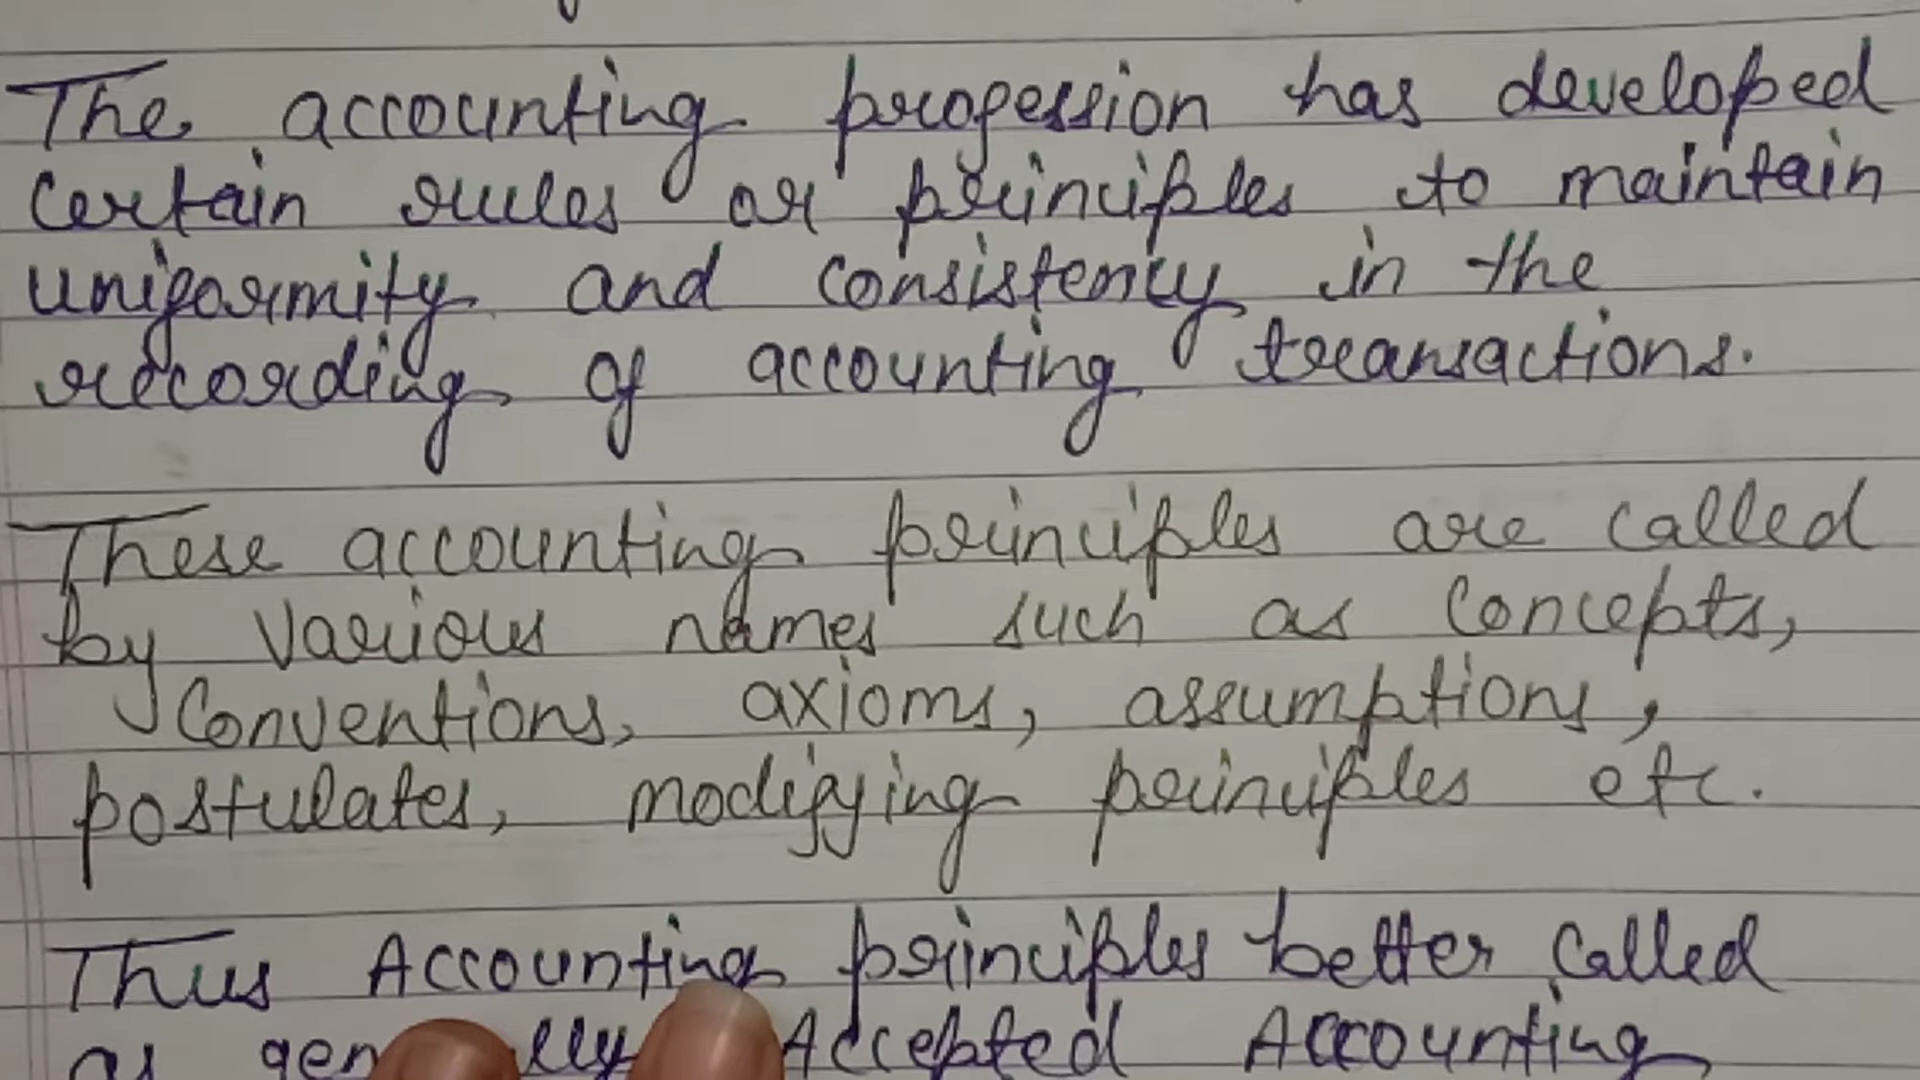 The accounting profession has developed
certain rules or principles to maintain
uniformity and consistency in the
recording of accounting transactions.
These accounting principles are called
by various names such as Concepts,
Conventions, axioms, assumptions,
postulates, modifying principles etc.
Thus Accounting principles better called
as Accepted Accounting